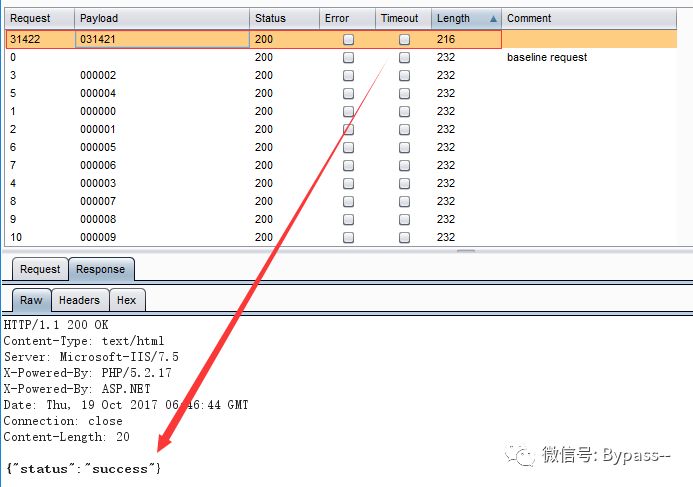 Request Payload Status Error Timeout Length Comment
31422 031421 200 216
0 200 232 baseline request
3 000002 200 232
5 000004 200 232
1 000000 200 232
2 000001 200 232
6 000005 200 232
7 000006 200 232
4 000003 200 232
8 000007 200 232
9 000008 200 232
10 000009 200 232
Request Response
Raw Headers Hex
HTTP/1.1 200 OK
Content-Type: text/html
Server: Microsoft-IIS/7.5
X-Powered-By: PHP/5.2.17
X-Powered-By: ASP.NET
Date: Thu, 19 Oct 2017 06:46:44 GMT
Connection: close
Content-Length: 20
{"status":"success"}
微信号: Bypass--